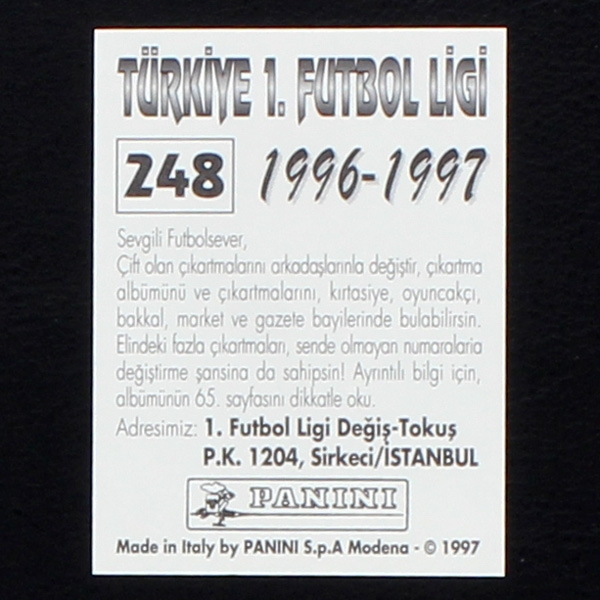 TÜRKİYE 1. FUTBOL LİGİ
248 1996-1997
Sevgili Futbolsever,
Çift olan çıkartmalarını arkadaşlarınla değiştir, çıkartma
albümünü ve çıkartmalarını, kırtasiye, oyuncakçı,
bakkal, market ve gazete bayilerinde bulabilirsin.
Elindeki fazla çıkartmaları, sende olmayan numaralarla
değiştirme şansına da sahipsin! Ayrıntılı bilgi için,
albümünün 65. sayfasını dikkatle oku.
Adresimiz: 1. Futbol Ligi Değiş-Tokuş
P.K. 1204, Sirkeci/İSTANBUL
PANINI
Made in Italy by PANINI S.p.A Modena - © 1997